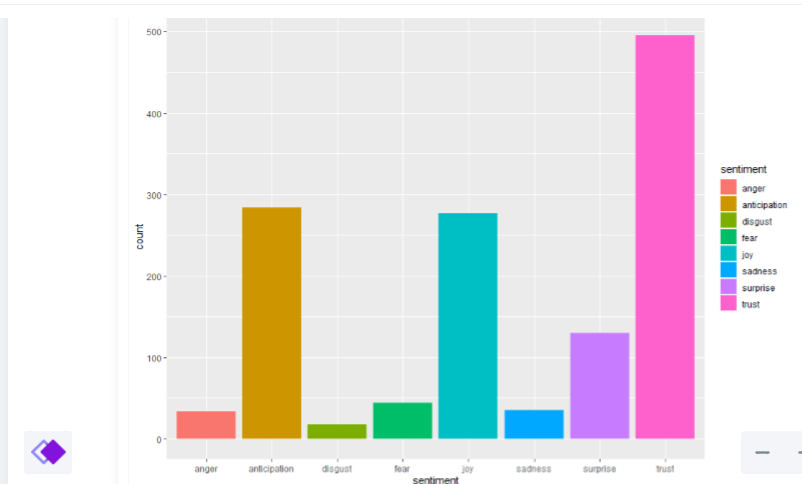 500
400
300
200
100
0
count
anger anticipation disgust fear joy sadness surprise trust
sentiment
sentiment
anger
anticipation
disgust
fear
joy
sadness
surprise
trust